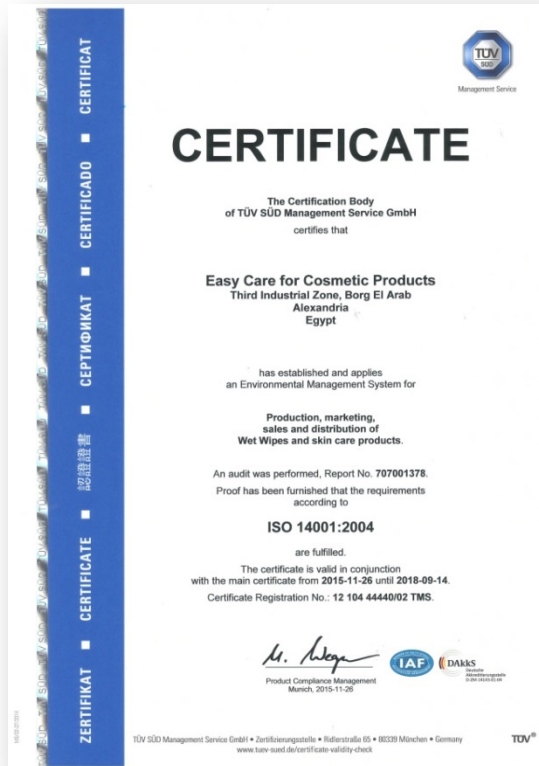 TÜV
SÜD
Management Service
CERTIFICATE
The Certification Body
of TÜV SÜD Management Service GmbH
certifies that
Easy Care for Cosmetic Products
Third Industrial Zone, Borg El Arab
Alexandria
Egypt
has established and applies
an Environmental Management System for
Production, marketing,
sales and distribution of
Wet Wipes and skin care products.
An audit was performed, Report No. 707001378.
Proof has been furnished that the requirements
according to
ISO 14001:2004
are fulfilled.
The certificate is valid in conjunction
with the main certificate from 2015-11-26 until 2018-09-14.
Certificate Registration No.: 12 104 44440/02 TMS.
Product Compliance Management
Munich, 2015-11-26
IAF
DAkkS
Deutsche
Akkreditierungsstelle
TÜV SÜD Management Service GmbH • Zertifizierungsstelle • Ridlerstraße 65 • 80339 München • Germany
www.tuev-sued.de/certificate-validity-check
TÜV®
ZERTIFIKAT ■ CERTIFICATE ■ 認證證書 ■ СЕРТИФИКАТ ■ CERTIFICADO ■ CERTIFICAT